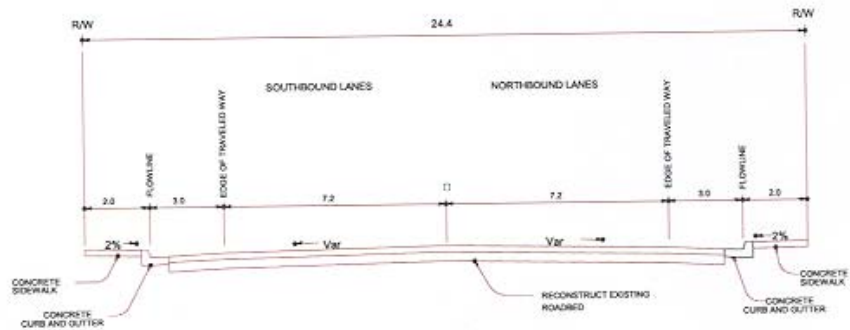 R/W
R/W
24.4
SOUTHBOUND LANES
NORTHBOUND LANES
FLOWLINE
EDGE OF TRAVELED WAY
EDGE OF TRAVELED WAY
FLOWLINE
2.0
3.0
7.2
7.2
3.0
2.0
2%
Var
Var
2%
CONCRETE
SIDEWALK
CONCRETE
CURB AND GUTTER
RECONSTRUCT EXISTING
ROADBED
CONCRETE
CURB AND GUTTER
CONCRETE
SIDEWALK